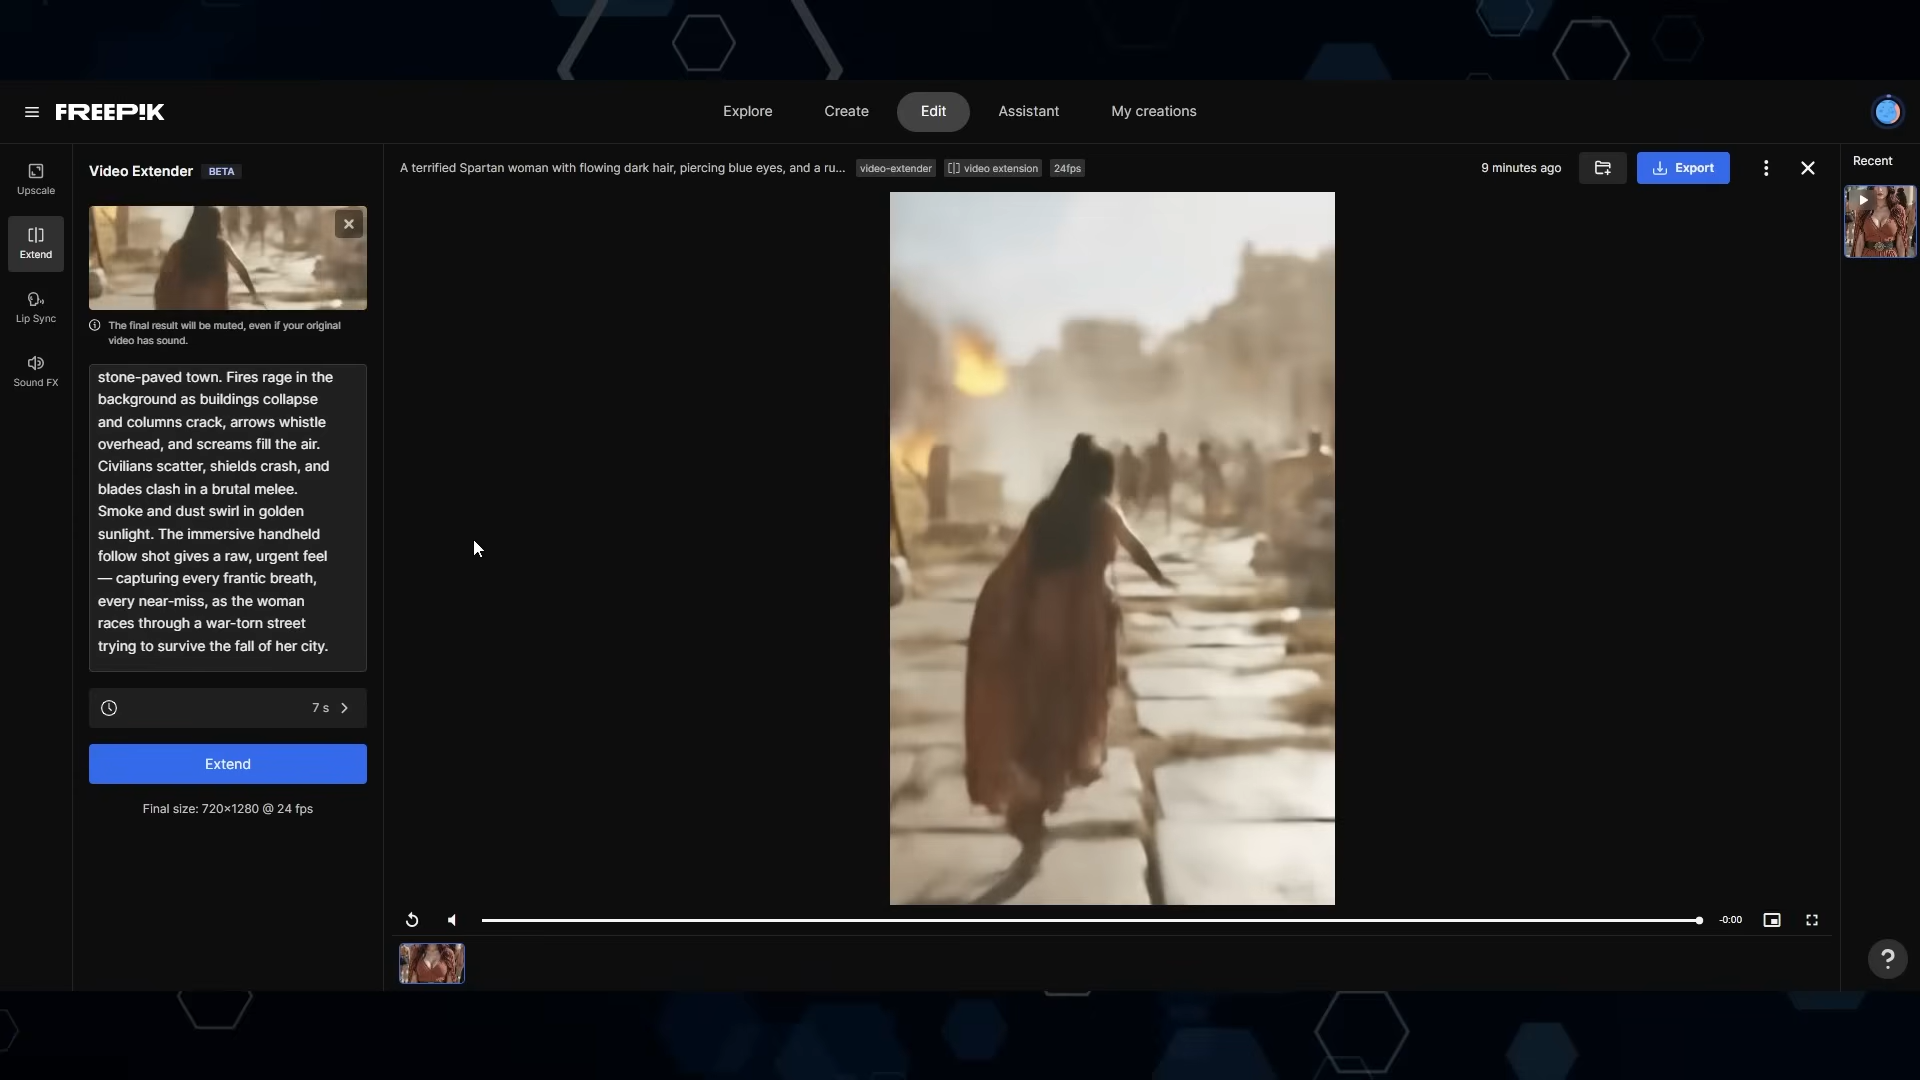 FREEPIK
Explore
Create
Edit
Assistant
My creations
Upscale
Extend
Lip Sync
Sound FX
Video Extender BETA
The final result will be muted, even if your original
video has sound.
stone-paved town. Fires rage in the
background as buildings collapse
and columns crack, arrows whistle
overhead, and screams fill the air.
Civilians scatter, shields crash, and
blades clash in a brutal melee.
Smoke and dust swirl in golden
sunlight. The immersive handheld
follow shot gives a raw, urgent feel
— capturing every frantic breath,
every near-miss, as the woman
races through a war-torn street
trying to survive the fall of her city.
7 s
Extend
Final size: 720×1280 @ 24 fps
A terrified Spartan woman with flowing dark hair, piercing blue eyes, and a ru... video-extender video extension 24fps
9 minutes ago
Export
-0:00
Recent
?